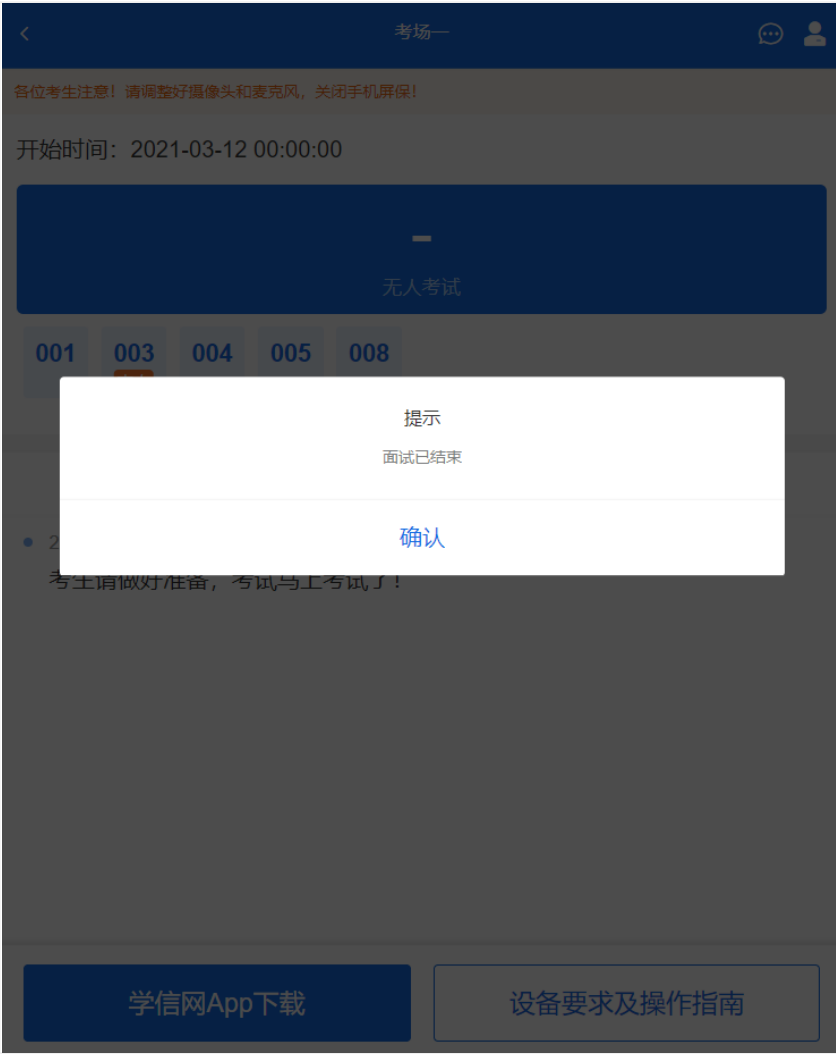 考场一
各位考生注意！请调整好摄像头和麦克风，关闭手机屏保！
开始时间：2021-03-12 00:00:00
-
无人考试
001 003 004 005 008
提示
面试已结束
确认
2
考生请做好准备，考试马上考试了！
学信网App下载 设备要求及操作指南